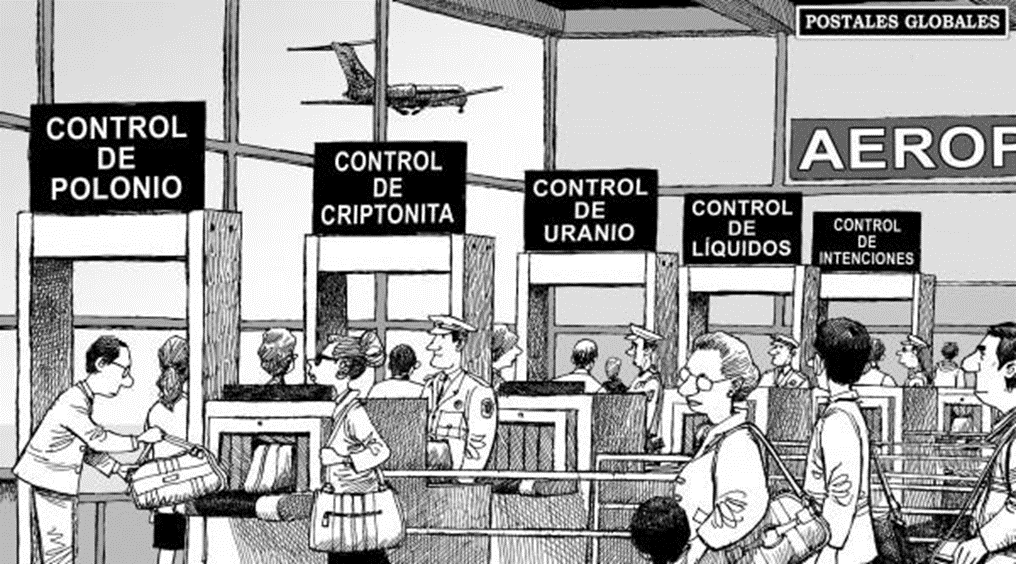 POSTALES GLOBALES
AEROP
CONTROL
DE
POLONIO
CONTROL
DE
CRIPTONITA
CONTROL
DE
URANIO
CONTROL
DE
LÍQUIDOS
CONTROL
DE
INTENCIONES